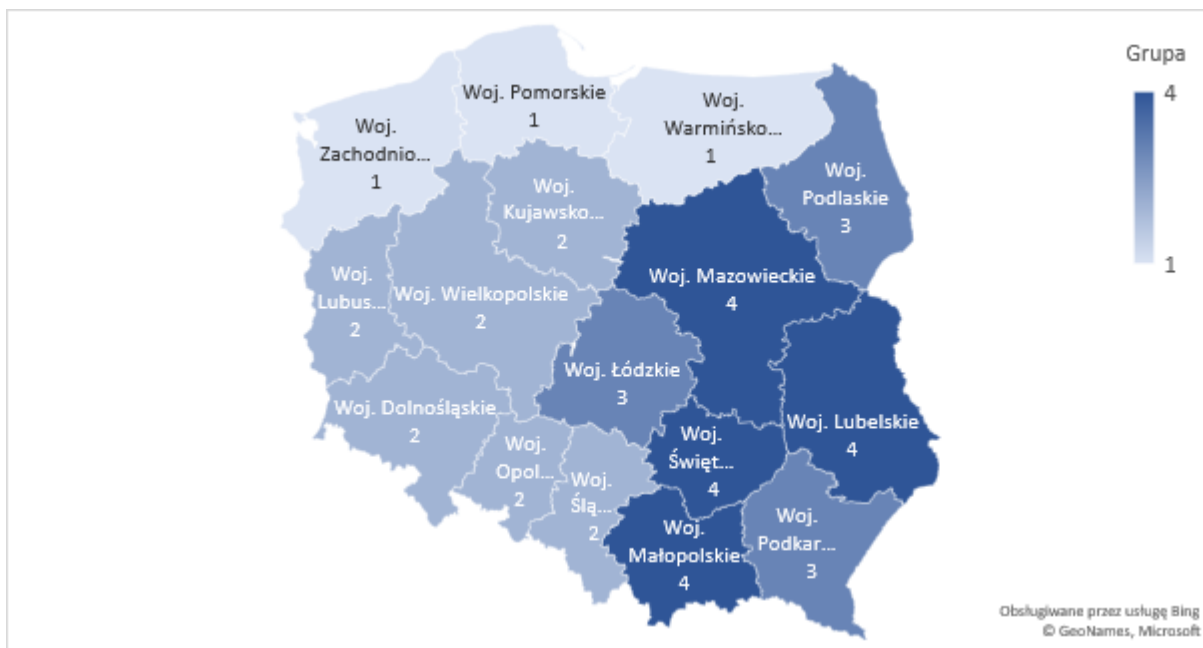 Grupa
4
1
Woj. Pomorskie
1
Woj.
Warmińsko...
1
Woj.
Zachodnio...
1
Woj.
Podlaskie
3
Woj.
Kujawsko...
2
Woj. Mazowieckie
4
Woj.
Lubus...
2
Woj. Wielkopolskie
2
Woj. Łódzkie
3
Woj. Dolnośląskie
2
Woj. Lubelskie
4
Woj.
Święt...
4
Woj.
Opol...
2
Woj.
Ślą...
2
Woj.
Małopolskie
4
Woj.
Podkar...
3
Obsługiwane przez usługę Bing
© GeoNames, Microsoft